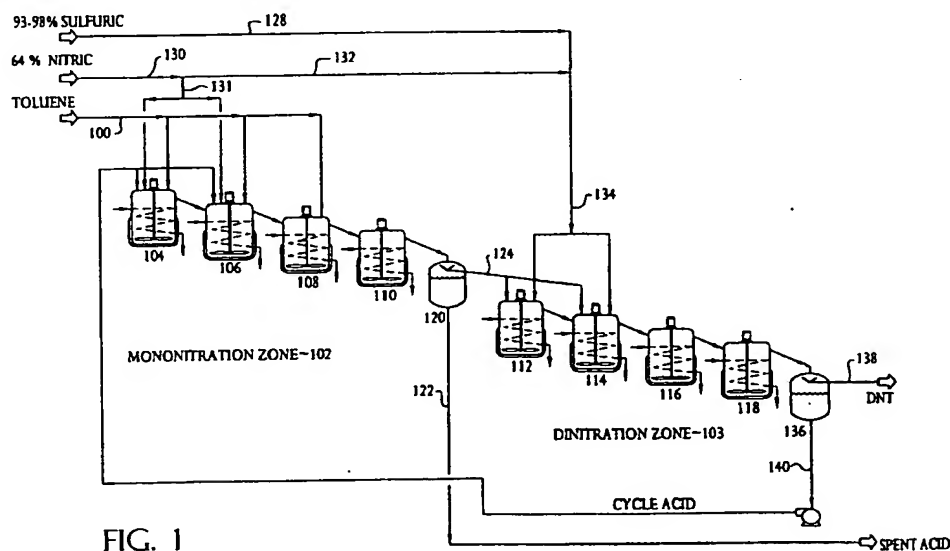 93-98% SULFURIC
128
64 % NITRIC
130
132
131
TOLUENE
100
134
104
106
108
110
124
120
112
114
116
118
138
DNT
136
MONONITRATION ZONE~102
122
DINITRATION ZONE~103
140
CYCLE ACID
FIG. 1
SPENT ACID